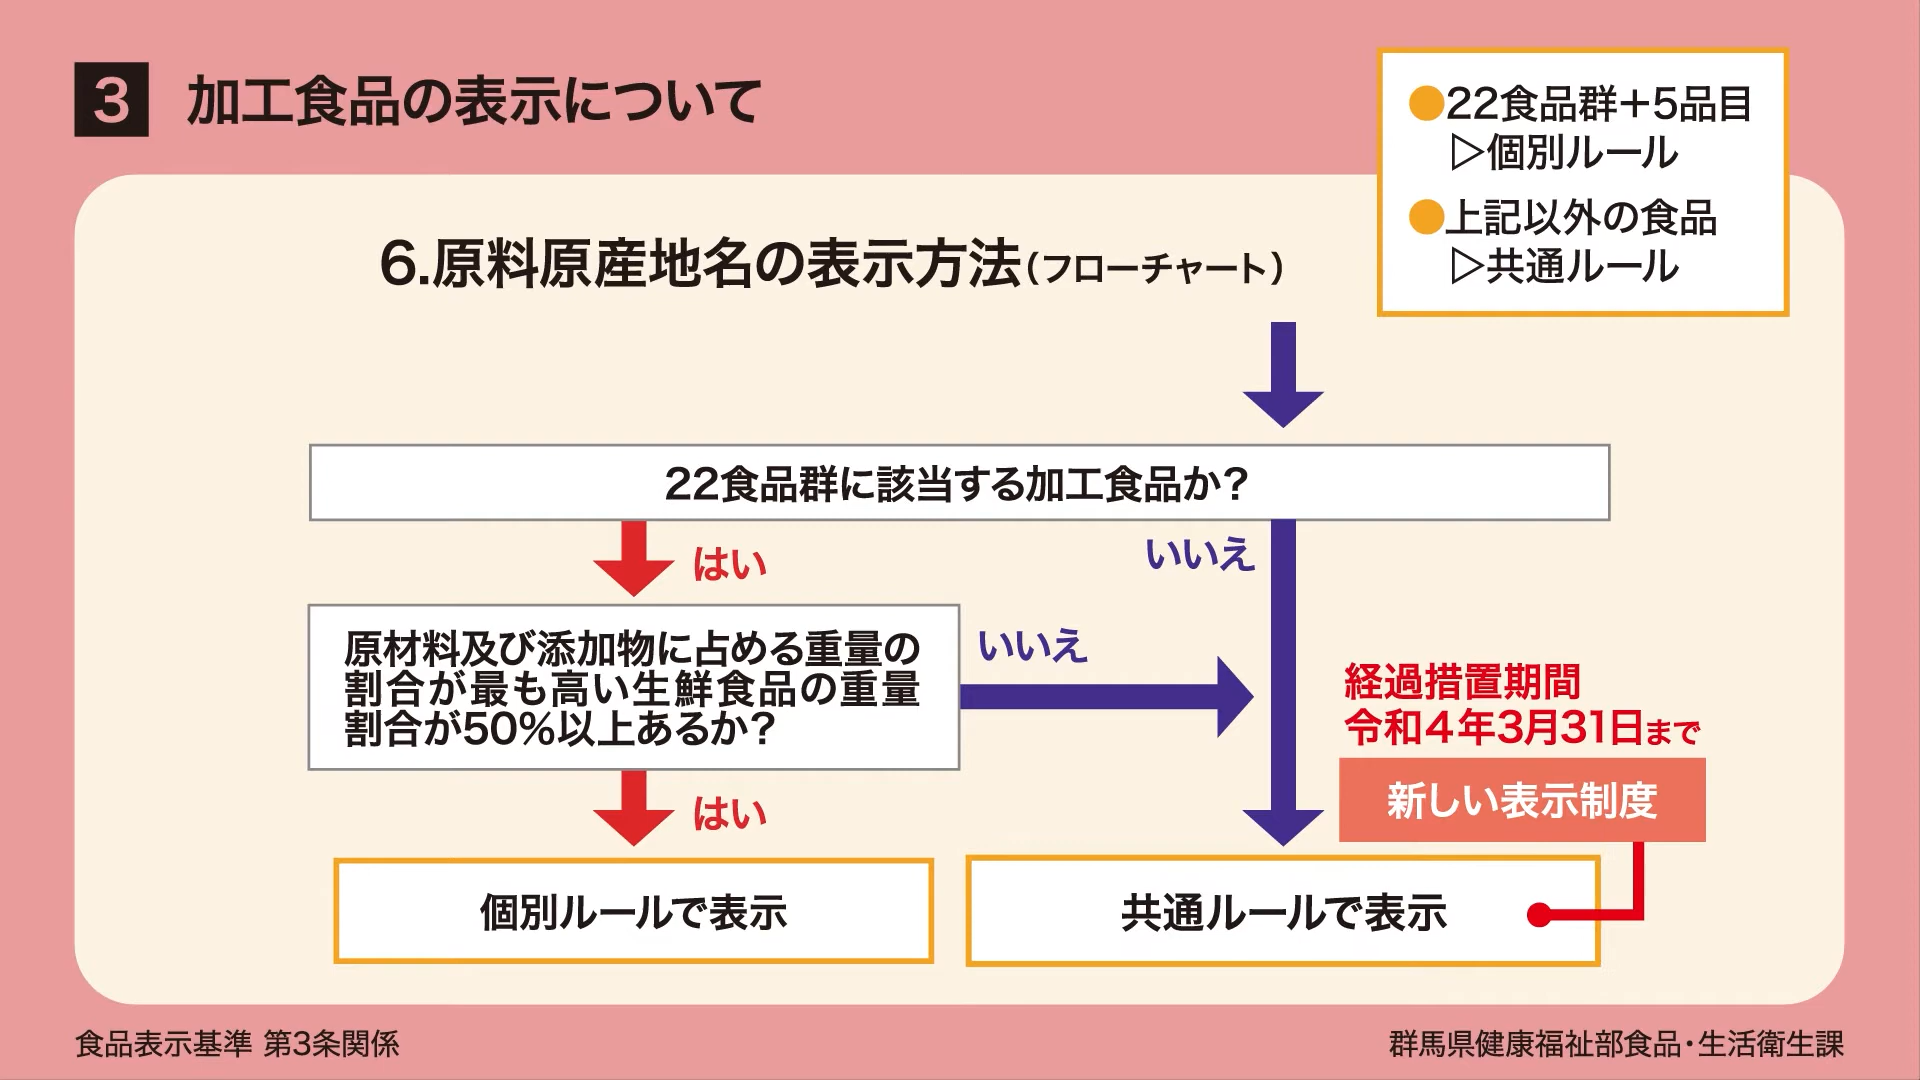 3 加工食品の表示について
●22食品群＋5品目
▷個別ルール
●上記以外の食品
▷共通ルール
6.原料原産地名の表示方法（フローチャート）
22食品群に該当する加工食品か？
はい
いいえ
原材料及び添加物に占める重量の
割合が最も高い生鮮食品の重量
割合が50%以上あるか？
いいえ
経過措置期間
令和4年3月31日まで
新しい表示制度
はい
個別ルールで表示
共通ルールで表示
食品表示基準 第3条関係
群馬県健康福祉部食品・生活衛生課